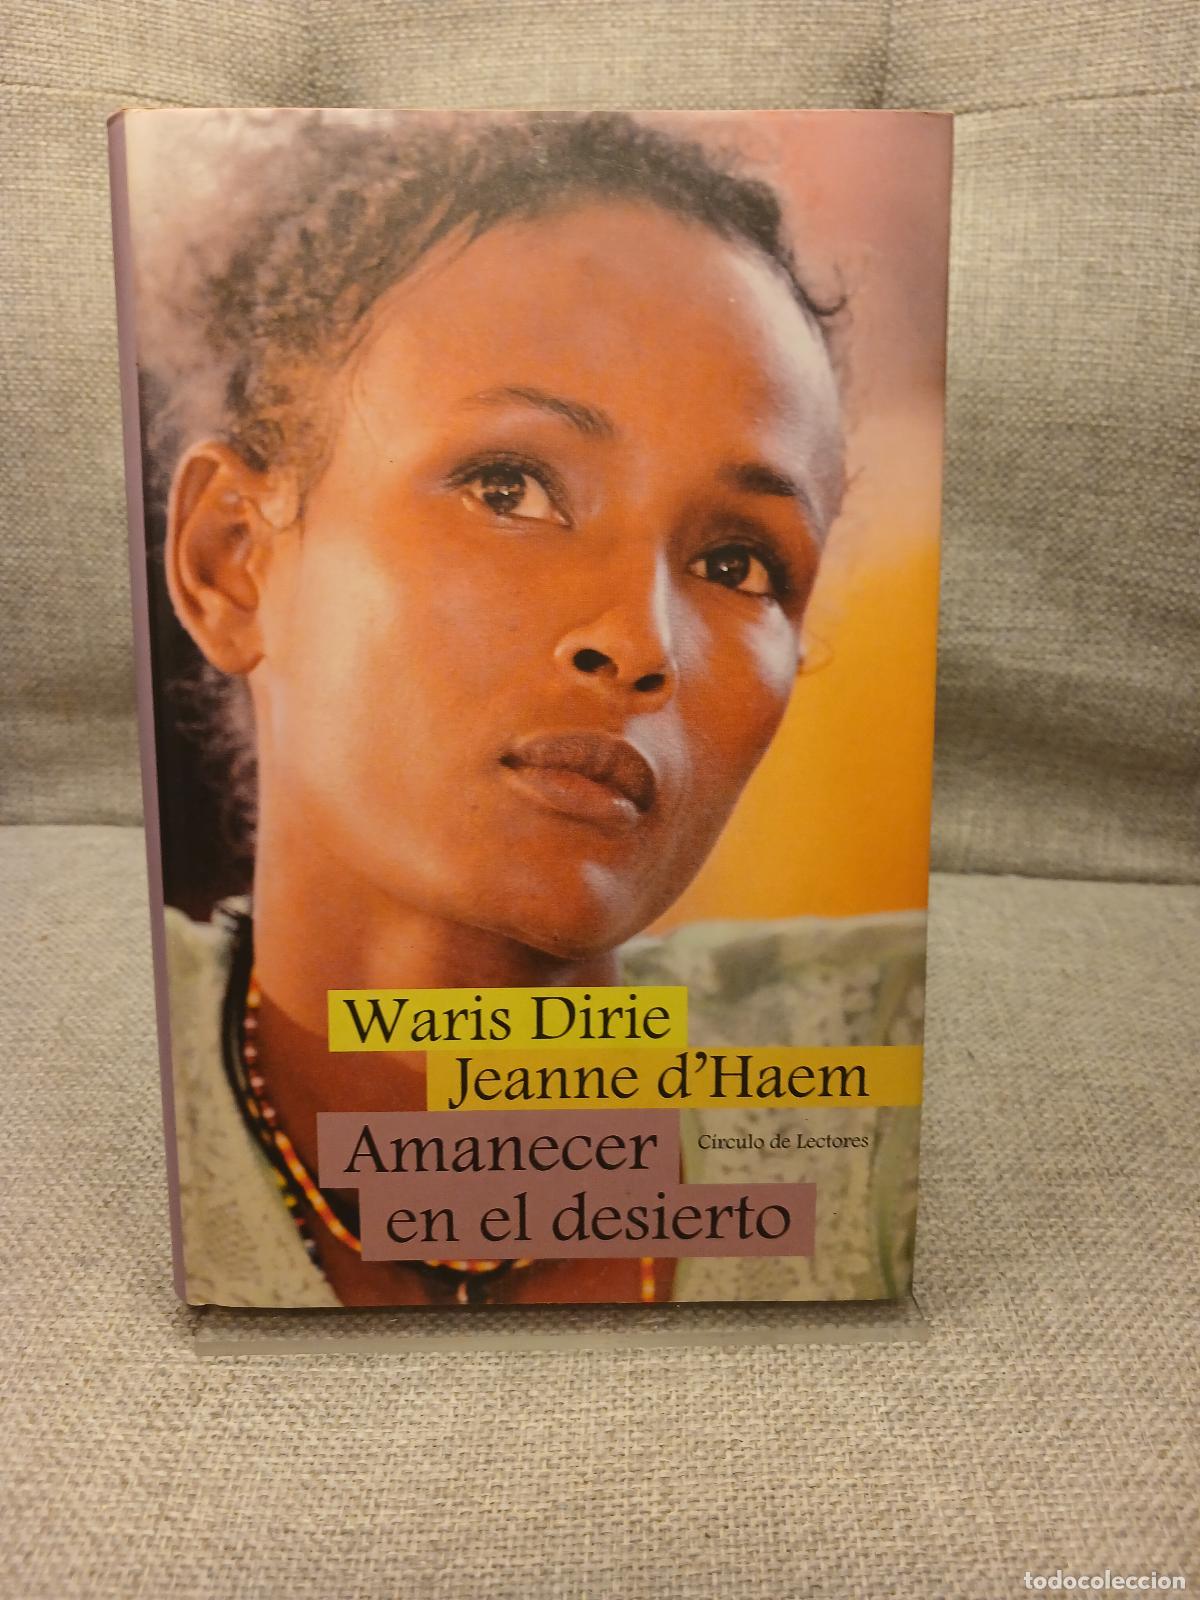 Waris Dirie
Jeanne d'Haem
Amanecer
Círculo de Lectores
en el desierto
todocoleccion